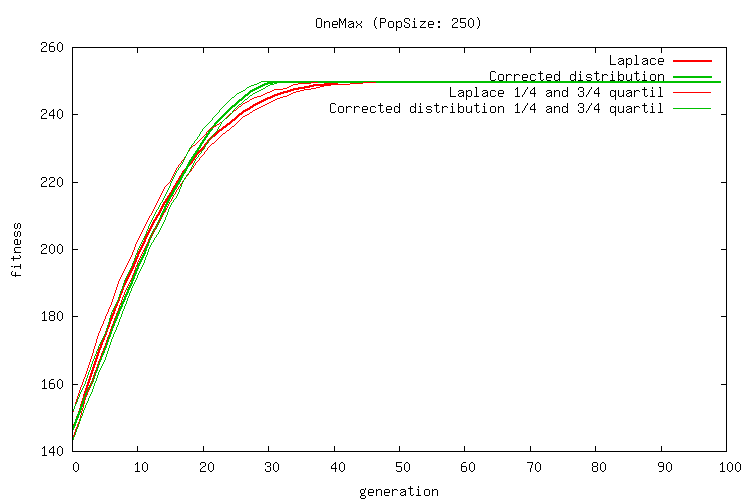 OneMax (PopSize: 250)
260
240
220
200
180
160
140
fitness
Laplace
Corrected distribution
Laplace 1/4 and 3/4 quartil
Corrected distribution 1/4 and 3/4 quartil
0 10 20 30 40 50 60 70 80 90 100
generation